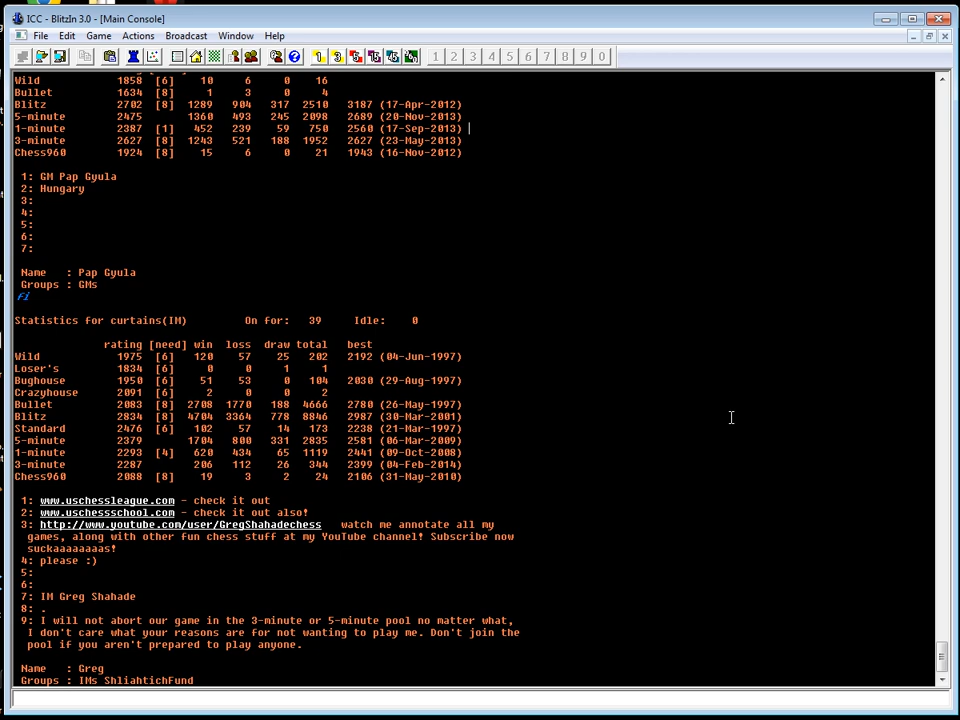 ICC - BlitzIn 3.0 - [Main Console]
File Edit Game Actions Broadcast Window Help
1 3 5 15 45 1 2 3 4 5 6 7 8 9 0
Wild 1858 [6] 10 6 0 16
Bullet 1634 [8] 1 3 0 4
Blitz 2702 [8] 1289 904 317 2510 3187 (17-Apr-2012)
5-minute 2475 1360 493 245 2098 2689 (20-Nov-2013)
1-minute 2387 [1] 452 239 59 750 2560 (17-Sep-2013)
3-minute 2627 [8] 1243 521 188 1952 2627 (23-May-2013)
Chess960 1924 [8] 15 6 0 21 1943 (16-Nov-2012)
1: GM Pap Gyula
2: Hungary
3:
4:
5:
6:
7:
Name : Pap Gyula
Groups : GMs
fi
Statistics for curtains(IM) On for: 39 Idle: 0
rating [need] win loss draw total best
Wild 1975 [6] 120 57 25 202 2192 (04-Jun-1997)
Loser's 1834 [6] 0 0 1 1
Bughouse 1950 [6] 51 53 0 104 2030 (29-Aug-1997)
Crazyhouse 2091 [6] 2 0 0 2
Bullet 2083 [8] 2708 1770 188 4666 2780 (26-May-1997)
Blitz 2834 [8] 4704 3364 778 8846 2987 (30-Mar-2001)
Standard 2476 [6] 102 57 14 173 2238 (21-Mar-1997)
5-minute 2379 1704 800 331 2835 2581 (06-Mar-2009)
1-minute 2293 [4] 620 434 65 1119 2441 (09-Oct-2008)
3-minute 2287 206 112 26 344 2399 (04-Feb-2014)
Chess960 2088 [8] 19 3 2 24 2106 (31-May-2010)
1: www.uschessleague.com - check it out
2: www.uschessschool.com - check it out also!
3: http://www.youtube.com/user/GregShahadechess watch me annotate all my
games, along with other fun chess stuff at my YouTube channel! Subscribe now
suckaaaaaaas!
4: please :)
5:
6:
7: IM Greg Shahade
8: .
9: I will not abort our game in the 3-minute or 5-minute pool no matter what,
I don't care what your reasons are for not wanting to play me. Don't join the
pool if you aren't prepared to play anyone.
Name : Greg
Groups : IMs ShliahtichFund